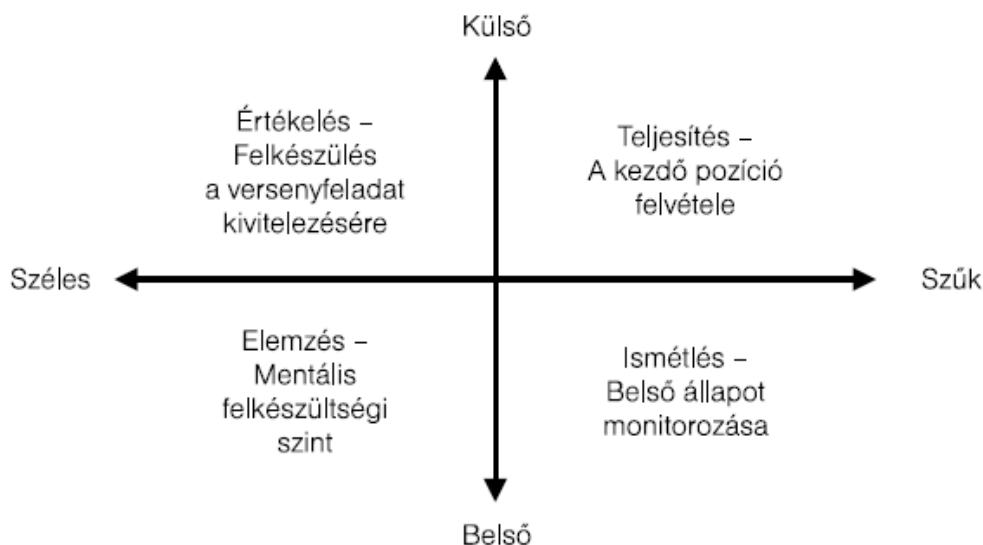 Külső
Értékelés –
Felkészülés
a versenyfeladat
kivitelezésére
Teljesítés –
A kezdő pozíció
felvétele
Széles
Szűk
Elemzés –
Mentális
felkészültségi
szint
Ismétlés –
Belső állapot
monitorozása
Belső